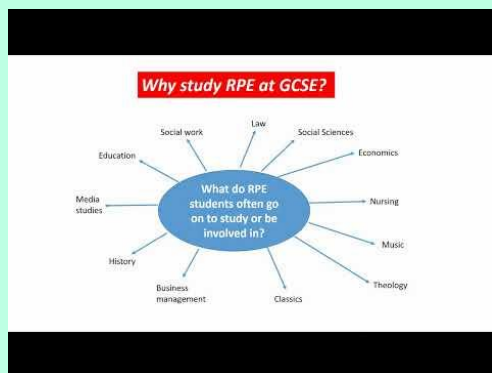 Why study RPE at GCSE?
Law
Social work
Social Sciences
Education
Economics
What do RPE
students often go
on to study or be
involved in?
Media
studies
Nursing
Music
History
Theology
Business
management
Classics